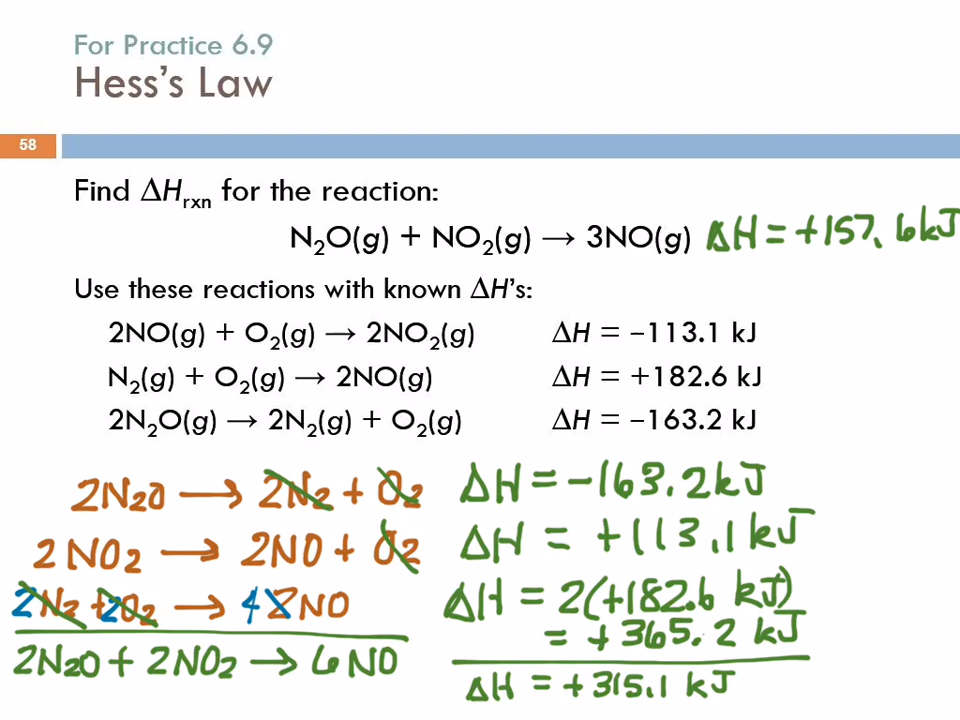 For Practice 6.9
Hess's Law
58
Find ΔHrxn for the reaction:
N₂O(g) + NO₂(g) → 3NO(g) ΔH = +157.6 kJ
Use these reactions with known ΔH's:
2NO(g) + O₂(g) → 2NO₂(g) ΔH = −113.1 kJ
N₂(g) + O₂(g) → 2NO(g) ΔH = +182.6 kJ
2N₂O(g) → 2N₂(g) + O₂(g) ΔH = −163.2 kJ
2N₂O → 2N₂ + O₂ ΔH = −163.2 kJ
2NO₂ → 2NO + O₂ ΔH = +113.1 kJ
2N₂ + 2O₂ → 4 2NO ΔH = 2(+182.6 kJ)
= +365.2 kJ
2N₂O + 2NO₂ → 6NO ΔH = +315.1 kJ